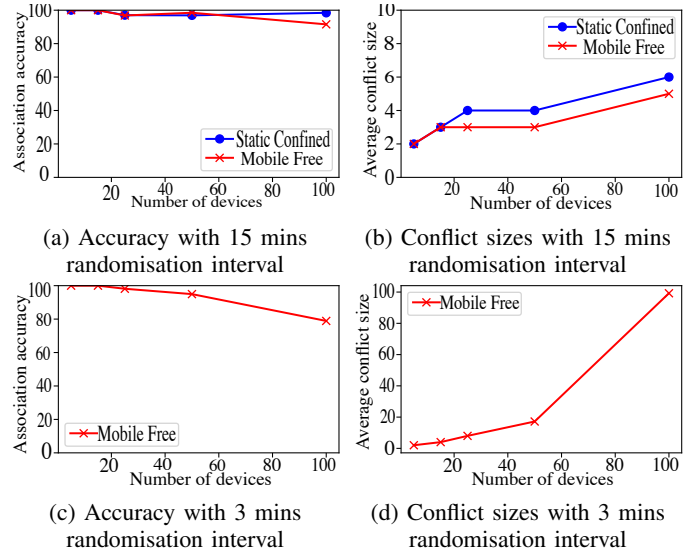 100
80
60
40
20
0
Association accuracy
Static Confined
Mobile Free
20 40 60 80 100
Number of devices
(a) Accuracy with 15 mins
randomisation interval
10
8
6
4
2
0
Average conflict size
Static Confined
Mobile Free
20 40 60 80 100
Number of devices
(b) Conflict sizes with 15 mins
randomisation interval
100
80
60
40
20
0
Association accuracy
Mobile Free
20 40 60 80 100
Number of devices
(c) Accuracy with 3 mins
randomisation interval
100
80
60
40
20
0
Average conflict size
Mobile Free
20 40 60 80 100
Number of devices
(d) Conflict sizes with 3 mins
randomisation interval